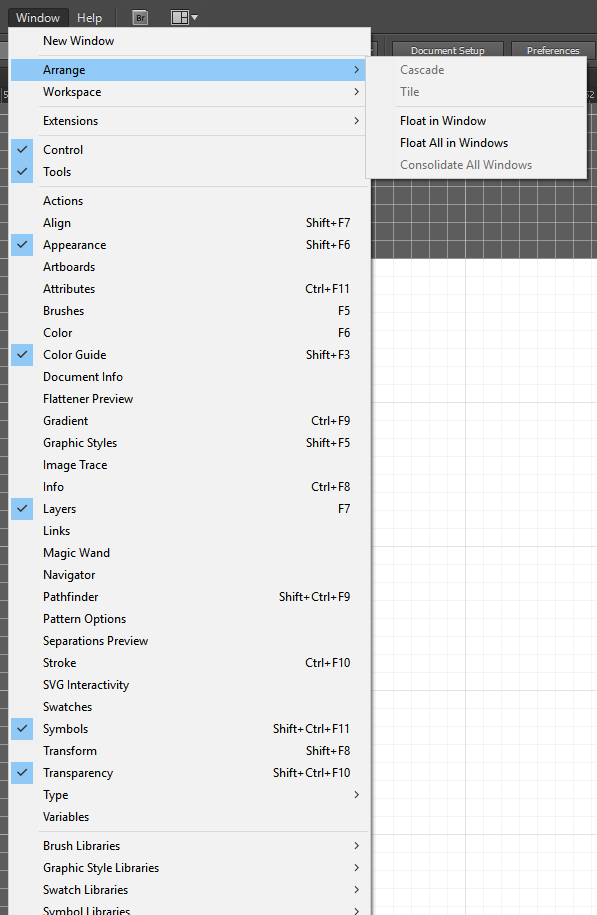 Window Help Br
New Window
Document Setup Preferences
Arrange
Cascade
Workspace
Tile
Extensions
Float in Window
Control
Float All in Windows
Tools
Consolidate All Windows
Actions
Align Shift+F7
Appearance Shift+F6
Artboards
Attributes Ctrl+F11
Brushes F5
Color F6
Color Guide Shift+F3
Document Info
Flattener Preview
Gradient Ctrl+F9
Graphic Styles Shift+F5
Image Trace
Info Ctrl+F8
Layers F7
Links
Magic Wand
Navigator
Pathfinder Shift+Ctrl+F9
Pattern Options
Separations Preview
Stroke Ctrl+F10
SVG Interactivity
Swatches
Symbols Shift+Ctrl+F11
Transform Shift+F8
Transparency Shift+Ctrl+F10
Type
Variables
Brush Libraries
Graphic Style Libraries
Swatch Libraries
Symbol Libraries